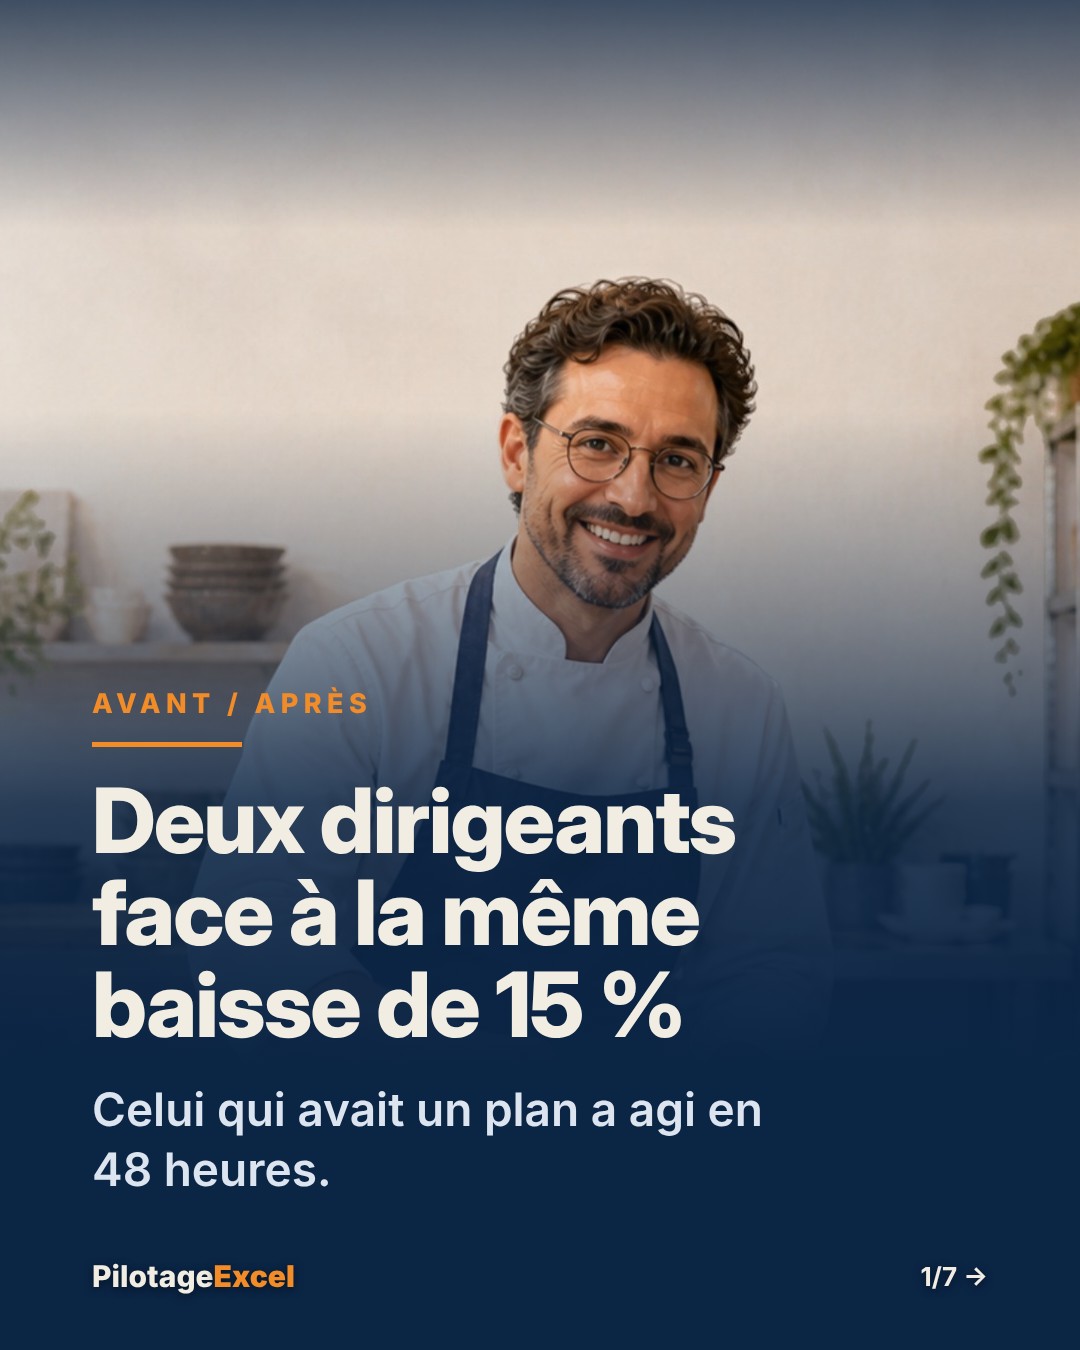 AVANT / APRÈS
Deux dirigeants
face à la même
baisse de 15 %
Celui qui avait un plan a agi en
48 heures.
PilotageExcel
1/7 →